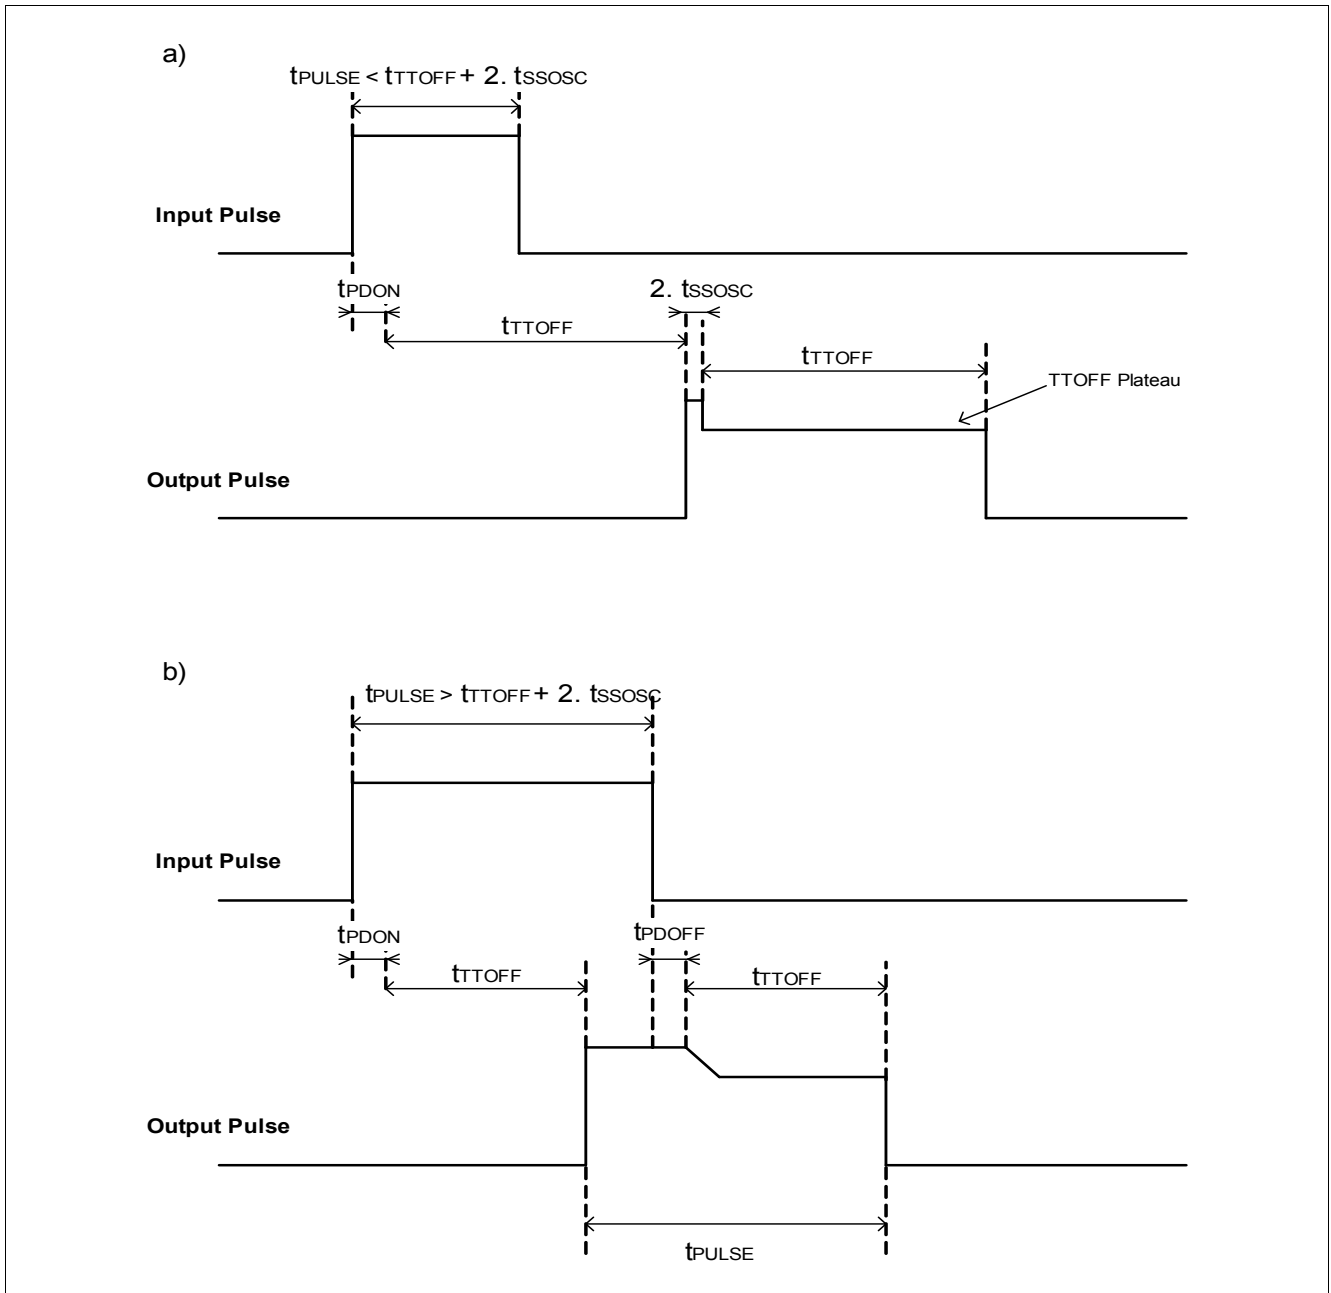 a)
tPULSE < tTTOFF + 2. tSSOSC
Input Pulse
tPDON
2. tSSOSC
tTTOFF
tTTOFF
TTOFF Plateau
Output Pulse
b)
tPULSE > tTTOFF + 2. tSSOSC
Input Pulse
tPDON
tPDOFF
tTTOFF
tTTOFF
Output Pulse
tPULSE